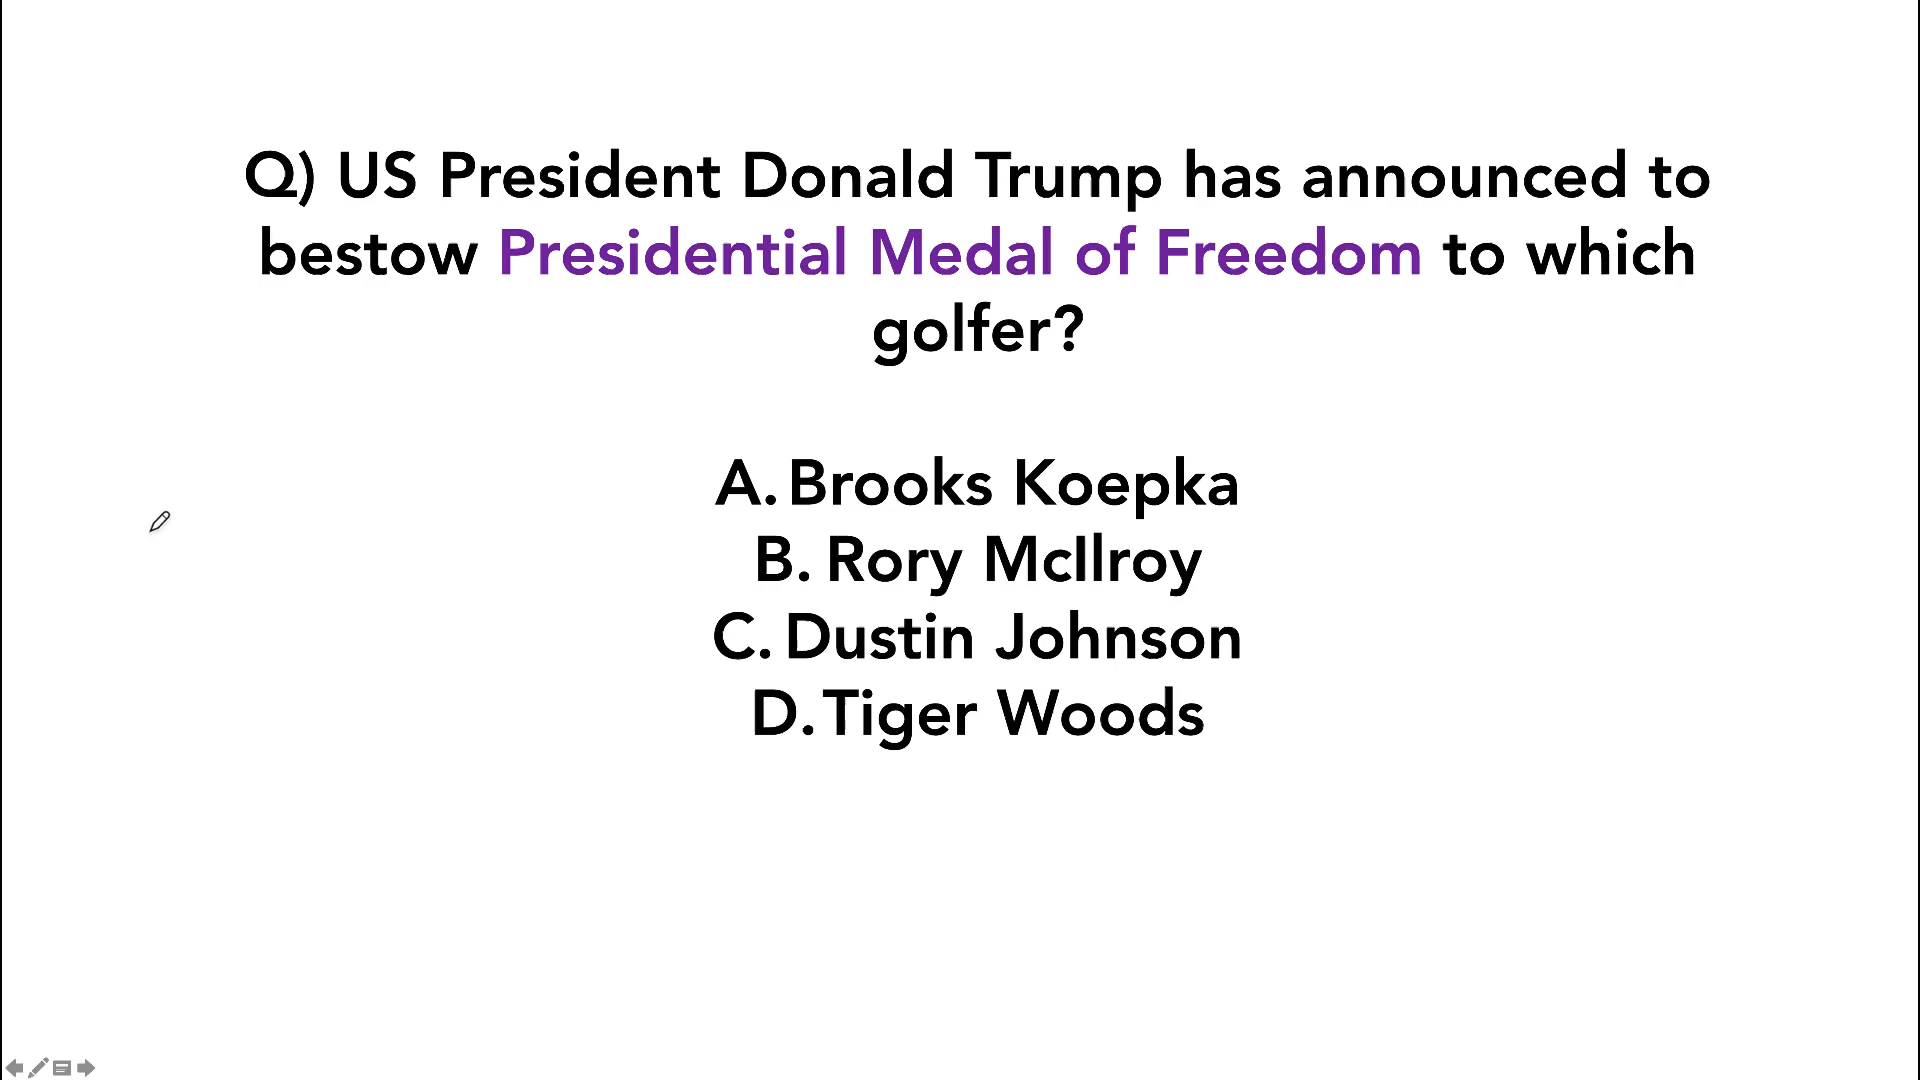 Q) US President Donald Trump has announced to
bestow Presidential Medal of Freedom to which
golfer?
A. Brooks Koepka
B. Rory McIlroy
C. Dustin Johnson
D. Tiger Woods